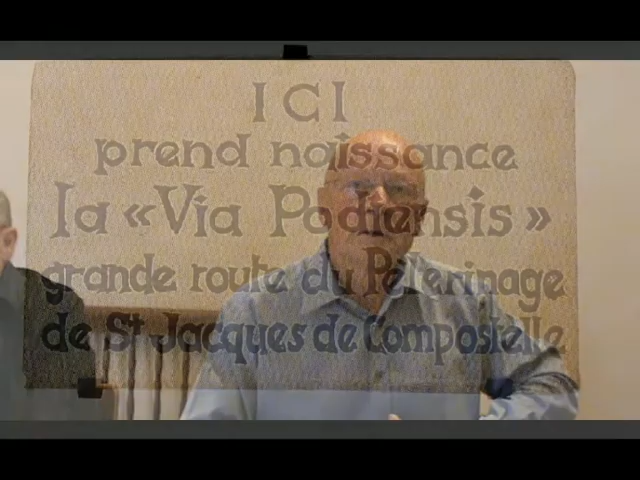 ICI
prend naissance
la «Via Podiensis»
grande route du Pèlerinage
de St Jacques de Compostelle